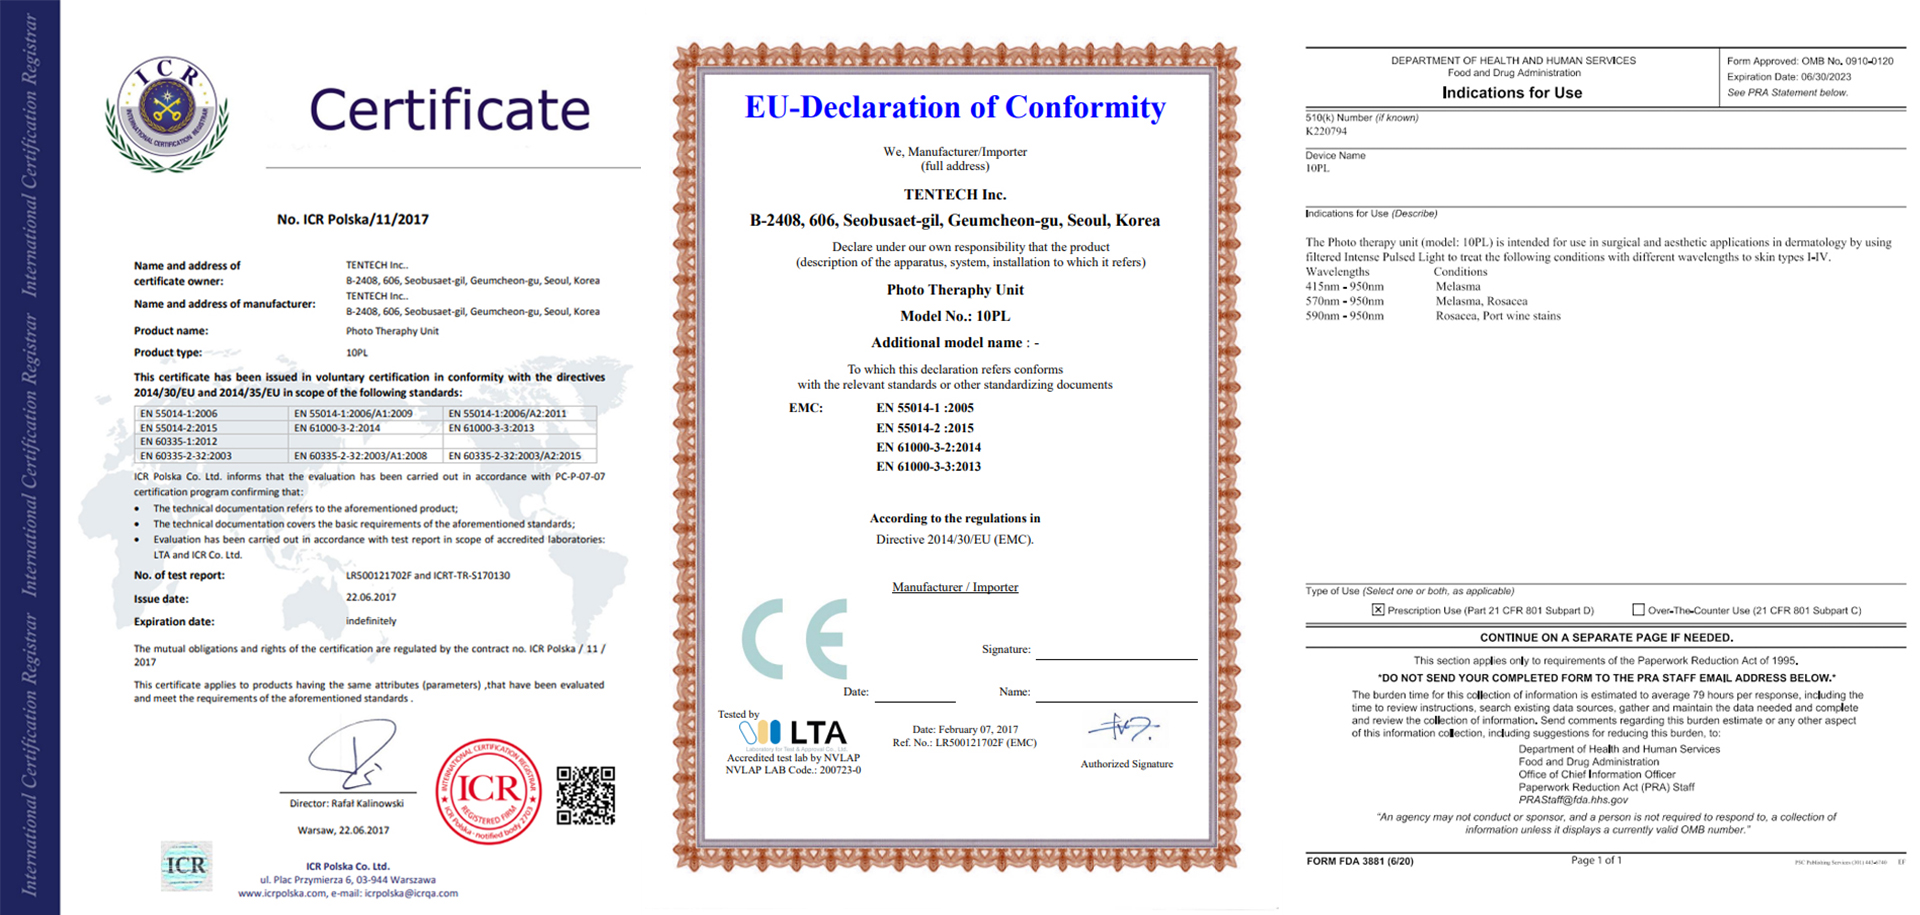 International Certification Registrar  International Certification Registrar  International Certification Registrar
ICR
INTERNATIONAL CERTIFICATION REGISTRAR
Certificate
No. ICR Polska/11/2017
Name and address of
certificate owner:
TENTECH Inc..
B-2408, 606, Seobusaet-gil, Geumcheon-gu, Seoul, Korea
Name and address of manufacturer:
TENTECH Inc..
B-2408, 606, Seobusaet-gil, Geumcheon-gu, Seoul, Korea
Product name: Photo Theraphy Unit
Product type: 10PL
This certificate has been issued in voluntary certification in conformity with the directives
2014/30/EU and 2014/35/EU in scope of the following standards:
EN 55014-1:2006 EN 55014-1:2006/A1:2009 EN 55014-1:2006/A2:2011
EN 55014-2:2015 EN 61000-3-2:2014 EN 61000-3-3:2013
EN 60335-1:2012
EN 60335-2-32:2003 EN 60335-2-32:2003/A1:2008 EN 60335-2-32:2003/A2:2015
ICR Polska Co. Ltd. informs that the evaluation has been carried out in accordance with PC-P-07-07
certification program confirming that:
• The technical documentation refers to the aforementioned product;
• The technical documentation covers the basic requirements of the aforementioned standards;
• Evaluation has been carried out in accordance with test report in scope of accredited laboratories:
LTA and ICR Co. Ltd.
No. of test report: LR500121702F and ICRT-TR-S170130
Issue date: 22.06.2017
Expiration date: indefinitely
The mutual obligations and rights of the certification are regulated by the contract no. ICR Polska / 11 /
2017
This certificate applies to products having the same attributes (parameters) ,that have been evaluated
and meet the requirements of the aforementioned standards .
Director: Rafał Kalinowski
Warsaw, 22.06.2017
INTERNATIONAL CERTIFICATION REGISTRAR
ICR
REGISTERED FIRM
ICR Polska - notified body 2703
ICR
ICR Polska Co. Ltd.
ul. Plac Przymierza 6, 03-944 Warszawa
www.icrpolska.com, e-mail: icrpolska@icrqa.com
EU-Declaration of Conformity
We, Manufacturer/Importer
(full address)
TENTECH Inc.
B-2408, 606, Seobusaet-gil, Geumcheon-gu, Seoul, Korea
Declare under our own responsibility that the product
(description of the apparatus, system, installation to which it refers)
Photo Theraphy Unit
Model No.: 10PL
Additional model name : -
To which this declaration refers conforms
with the relevant standards or other standardizing documents
EMC: EN 55014-1 :2005
EN 55014-2 :2015
EN 61000-3-2:2014
EN 61000-3-3:2013
According to the regulations in
Directive 2014/30/EU (EMC).
Manufacturer / Importer
CE
Signature:
Date: Name:
Tested by
LTA
Laboratory for Test & Approval Co., Ltd.
Accredited test lab by NVLAP
NVLAP LAB Code.: 200723-0
Date: February 07, 2017
Ref. No.: LR500121702F (EMC)
Authorized Signature
DEPARTMENT OF HEALTH AND HUMAN SERVICES
Food and Drug Administration
Indications for Use
Form Approved: OMB No. 0910-0120
Expiration Date: 06/30/2023
See PRA Statement below.
510(k) Number (if known)
K220794
Device Name
10PL
Indications for Use (Describe)
The Photo therapy unit (model: 10PL) is intended for use in surgical and aesthetic applications in dermatology by using
filtered Intense Pulsed Light to treat the following conditions with different wavelengths to skin types I-IV.
Wavelengths Conditions
415nm - 950nm Melasma
570nm - 950nm Melasma, Rosacea
590nm - 950nm Rosacea, Port wine stains
Type of Use (Select one or both, as applicable)
Prescription Use (Part 21 CFR 801 Subpart D) Over-The-Counter Use (21 CFR 801 Subpart C)
CONTINUE ON A SEPARATE PAGE IF NEEDED.
This section applies only to requirements of the Paperwork Reduction Act of 1995.
*DO NOT SEND YOUR COMPLETED FORM TO THE PRA STAFF EMAIL ADDRESS BELOW.*
The burden time for this collection of information is estimated to average 79 hours per response, including the
time to review instructions, search existing data sources, gather and maintain the data needed and complete
and review the collection of information. Send comments regarding this burden estimate or any other aspect
of this information collection, including suggestions for reducing this burden, to:
Department of Health and Human Services
Food and Drug Administration
Office of Chief Information Officer
Paperwork Reduction Act (PRA) Staff
PRAStaff@fda.hhs.gov
"An agency may not conduct or sponsor, and a person is not required to respond to, a collection of
information unless it displays a currently valid OMB number."
FORM FDA 3881 (6/20) Page 1 of 1 PSC Publishing Services (301) 443-6740 EF